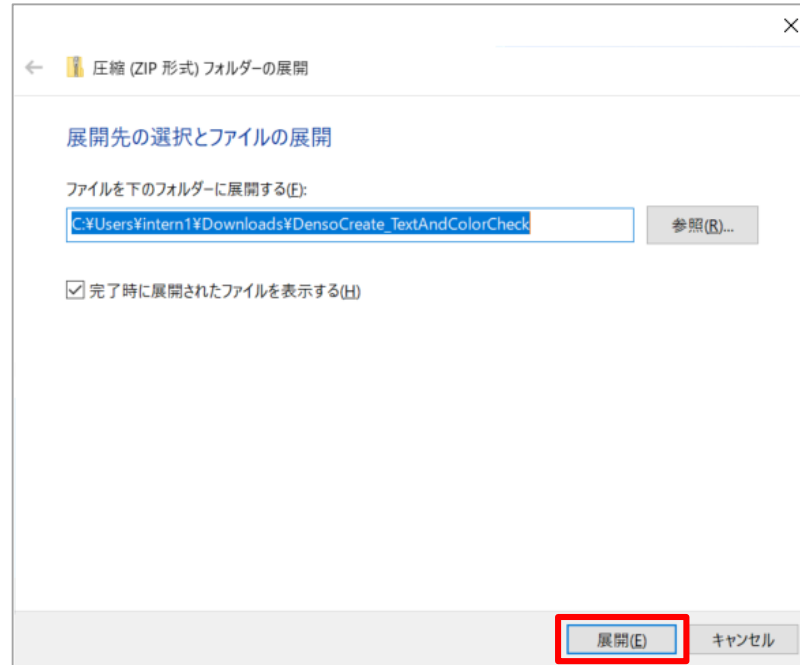 圧縮 (ZIP 形式) フォルダーの展開
展開先の選択とファイルの展開
ファイルを下のフォルダーに展開する(F):
C:¥Users¥intern1¥Downloads¥DensoCreate_TextAndColorCheck
参照(R)...
完了時に展開されたファイルを表示する(H)
展開(E)
キャンセル